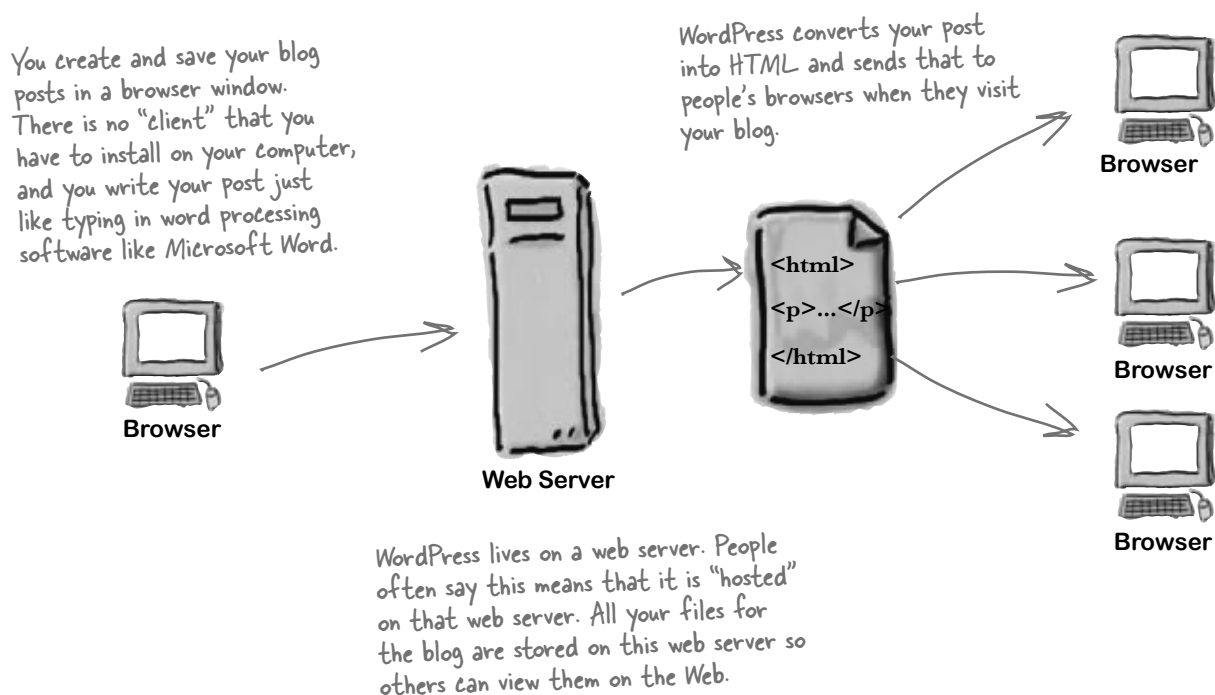 You create and save your blog
posts in a browser window.
There is no “client” that you
have to install on your computer,
and you write your post just
like typing in word processing
software like Microsoft Word.
Browser
Web Server
WordPress lives on a web server. People
often say this means that it is “hosted”
on that web server. All your files for
the blog are stored on this web server so
others can view them on the Web.
WordPress converts your post
into HTML and sends that to
people’s browsers when they visit
your blog.
<html>
<p>...</p>
</html>
Browser
Browser
Browser